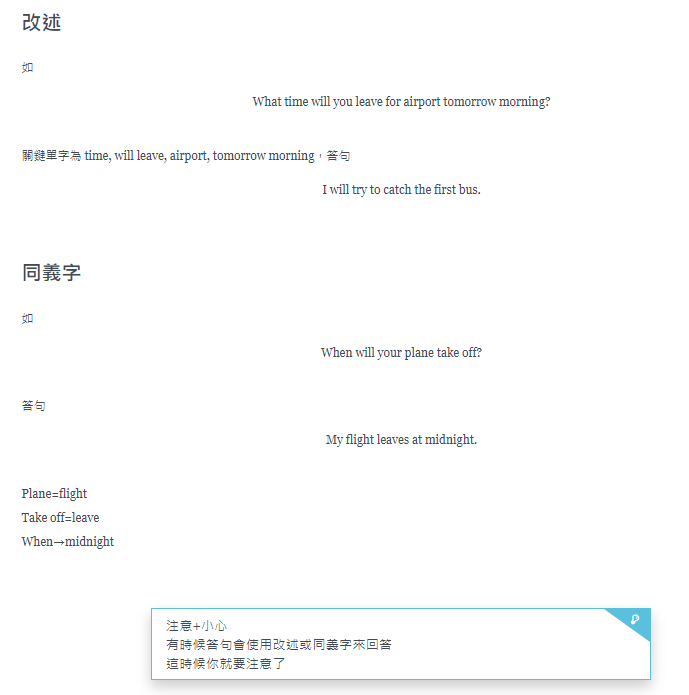 改述
如
What time will you leave for airport tomorrow morning?
關鍵單字為 time, will leave, airport, tomorrow morning，答句
I will try to catch the first bus.
同義字
如
When will your plane take off?
答句
My flight leaves at midnight.
Plane=flight
Take off=leave
When→midnight
注意+小心
有時候答句會使用改述或同義字來回答
這時候你就要注意了